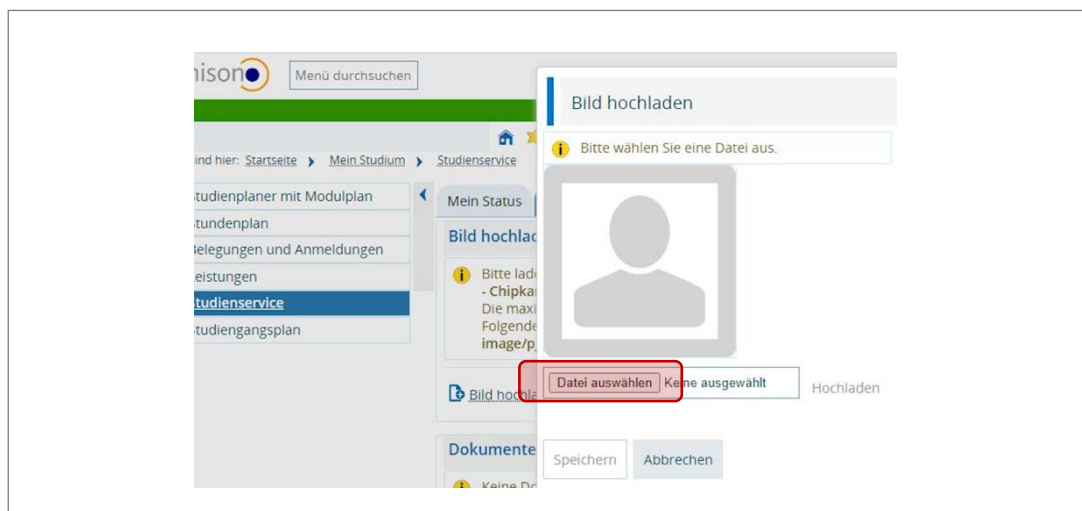 nison
Menü durchsuchen
ind hier: Startseite Mein Studium Studienservice
tudienplaner mit Modulplan
tundenplan
elegungen und Anmeldungen
eistungen
tudienservice
tudiengangsplan
Mein Status
Bild hochlad
Bitte lad
- Chipka
Die maxi
Folgende
image/p
Bild hochla
Dokumente
Keine Do
Bild hochladen
Bitte wählen Sie eine Datei aus.
Datei auswählen Keine ausgewählt
Hochladen
Speichern
Abbrechen